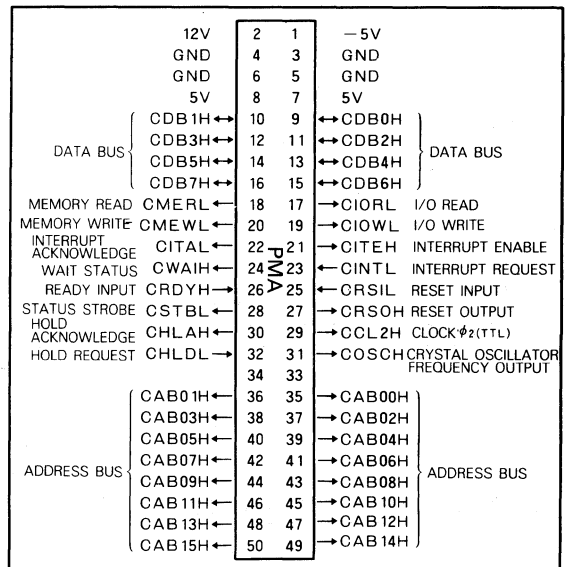 12V 2 1 −5V
GND 4 3 GND
GND 6 5 GND
5V 8 7 5V
CDB1H↔ 10 9 ↔CDB0H
CDB3H↔ 12 11 ↔CDB2H
DATA BUS DATA BUS
CDB5H↔ 14 13 ↔CDB4H
CDB7H↔ 16 15 ↔CDB6H
MEMORY READ CMERL← 18 17 →CIORL I/O READ
MEMORY WRITE CMEWL← 20 19 →CIOWL I/O WRITE
INTERRUPT ACKNOWLEDGE CITAL← 22 21 →CITEH INTERRUPT ENABLE
PMA
WAIT STATUS CWAIH← 24 23 ←CINTL INTERRUPT REQUEST
READY INPUT CRDYH→ 26 25 ←CRSIL RESET INPUT
STATUS STROBE CSTBL← 28 27 →CRSOH RESET OUTPUT
HOLD ACKNOWLEDGE CHLAH← 30 29 →CCL2H CLOCK·ϕ2(TTL)
HOLD REQUEST CHLDL→ 32 31 →COSCH CRYSTAL OSCILLATOR FREQUENCY OUTPUT
34 33
CAB01H← 36 35 →CAB00H
CAB03H← 38 37 →CAB02H
CAB05H← 40 39 →CAB04H
CAB07H← 42 41 →CAB06H
ADDRESS BUS ADDRESS BUS
CAB09H← 44 43 →CAB08H
CAB11H← 46 45 →CAB10H
CAB13H← 48 47 →CAB12H
CAB15H← 50 49 →CAB14H